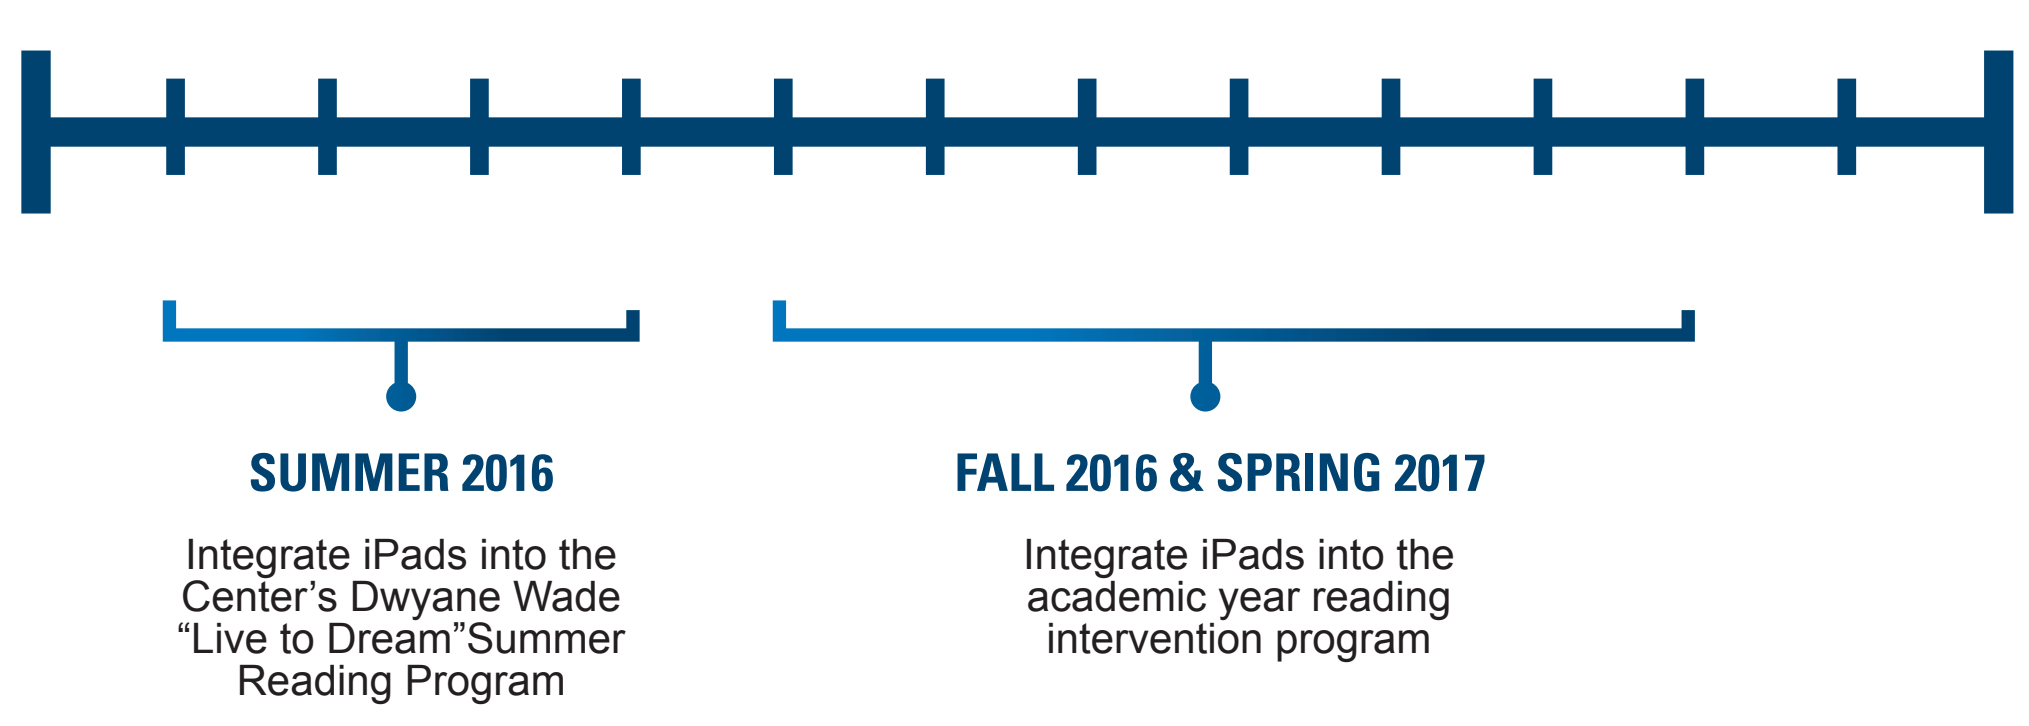 SUMMER 2016
Integrate iPads into the
Center’s Dwyane Wade
“Live to Dream”Summer
Reading Program
FALL 2016 & SPRING 2017
Integrate iPads into the
academic year reading
intervention program